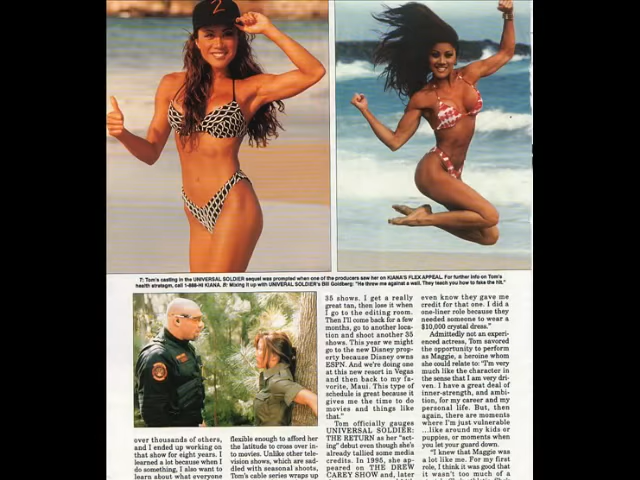 2
T: Tom's casting in the UNIVERSAL SOLDIER sequel was prompted when one of the producers saw her on KIANA'S FLEX APPEAL. For further info on Tom's
health stratagm, call 1-888-HI KIANA. R: Mixing it up with UNIVERAL SOLDIER's Bill Goldberg: "He threw me against a wall. They teach you how to fake the hit."
over thousands of others,
and I ended up working on
that show for eight years. I
learned a lot because when I
do something, I also want to
learn about what everyone
flexible enough to afford her
the latitude to cross over in-
to movies. Unlike other tele-
vision shows, which are sad-
dled with seasonal shoots,
Tom's cable series wraps up
35 shows. I get a really
great tan, then lose it when
I go to the editing room.
Then I'll come back for a few
months, go to another loca-
tion and shoot another 35
shows. This year we might
go to the new Disney prop-
erty because Disney owns
ESPN. And we're doing one
at this new resort in Vegas
and then back to my fa-
vorite, Maui. This type of
schedule is great because it
gives me the time to do
movies and things like
that."
Tom officially gauges
UNIVERSAL SOLDIER:
THE RETURN as her "act-
ing" debut even though she's
already tallied some media
credits. In 1995, she ap-
peared on THE DREW
CAREY SHOW and, later
even know they gave me
credit for that one. I did a
one-liner role because they
needed someone to wear a
$10,000 crystal dress."
Admittedly not an experi-
enced actress, Tom savored
the opportunity to perform
as Maggie, a heroine whom
she could relate to: "I'm very
much like the character in
the sense that I am very dri-
ven. I have a great deal of
inner-strength, and ambi-
tion, for my career and my
personal life. But, then
again, there are moments
where I'm just vulnerable
...like around my kids or
puppies, or moments when
you let your guard down.
"I knew that Maggie was
a lot like me. For my first
role, I think it was good that
it wasn't too much of a